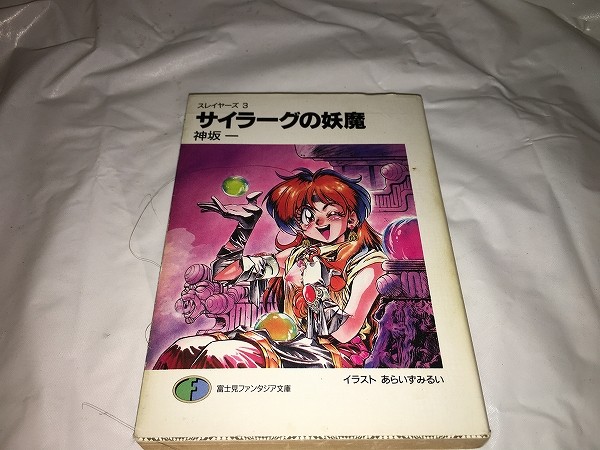 スレイヤーズ 3
サイラーグの妖魔
神坂 一
イラスト あらいずみるい
F
富士見ファンタジア文庫